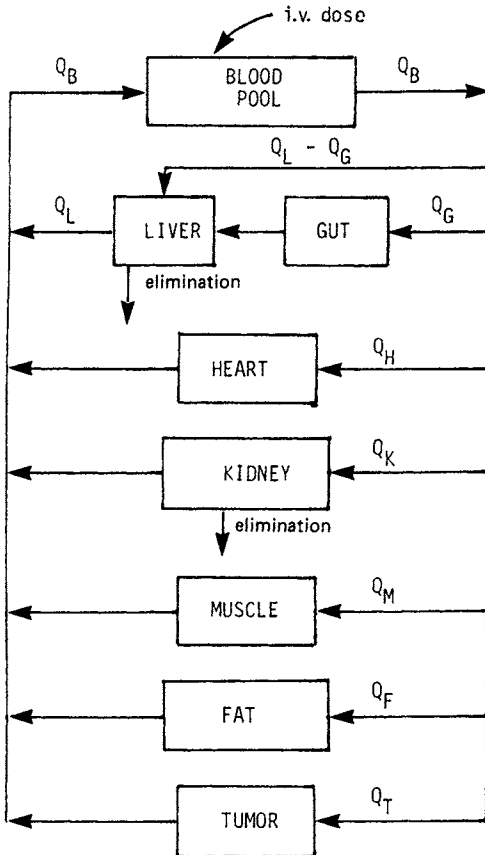 i.v. dose
Q_B
BLOOD
POOL
Q_B
Q_L - Q_G
Q_L
LIVER
GUT
Q_G
elimination
HEART
Q_H
KIDNEY
Q_K
elimination
MUSCLE
Q_M
FAT
Q_F
TUMOR
Q_T